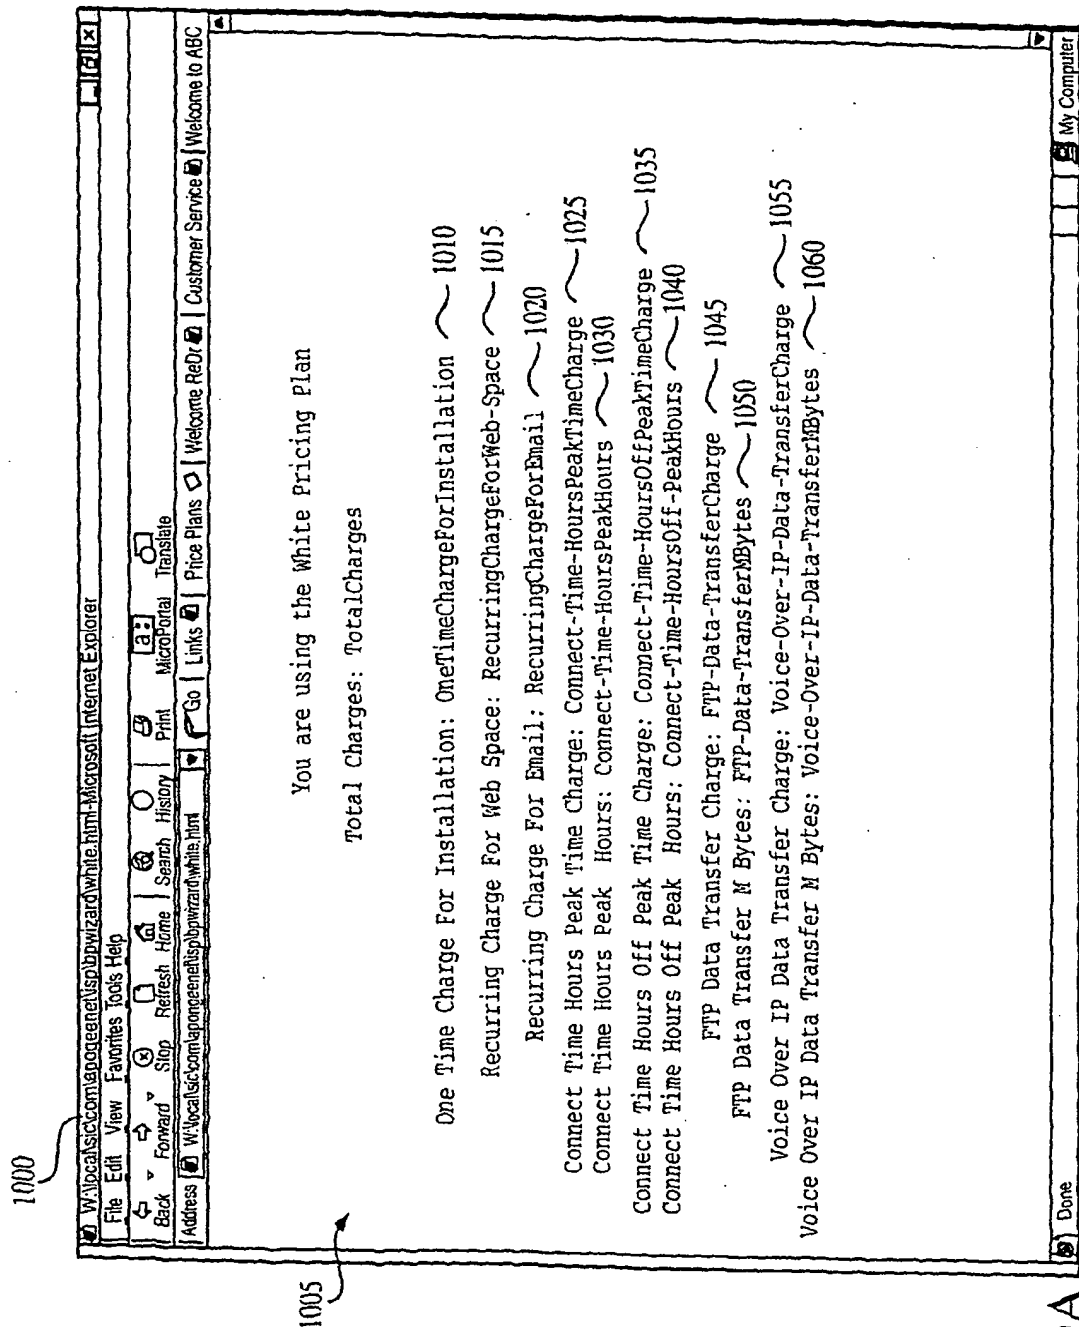 1000
W:\local\sic\com\apogeenet\isp\bpwizard\white.html-Microsoft Internet Explorer
File Edit View Favorites Tools Help
Back Forward Stop Refresh Home Search History Print MicroPortal Translate
Address W:\local\sic\com\apongeenet\isp\bpwizard\white.html Go Links Price Plans Welcome ReDr Customer Service Welcome to ABC
1005
You are using the White Pricing Plan
Total Charges: TotalCharges
One Time Charge For Installation: OneTimeChargeForInstallation 1010
Recurring Charge For Web Space: RecurringChargeForWeb-Space 1015
Recurring Charge For Email: RecurringChargeForEmail 1020
Connect Time Hours Peak Time Charge: Connect-Time-HoursPeakTimeCharge 1025
Connect Time Hours Peak Hours: Connect-Time-HoursPeakHours 1030
Connect Time Hours Off Peak Time Charge: Connect-Time-HoursOffPeakTimeCharge 1035
Connect Time Hours Off Peak Hours: Connect-Time-HoursOff-PeakHours 1040
FTP Data Transfer Charge: FTP-Data-TransferCharge 1045
FTP Data Transfer M Bytes: FTP-Data-TransferMBytes 1050
Voice Over IP Data Transfer Charge: Voice-Over-IP-Data-TransferCharge 1055
Voice Over IP Data Transfer M Bytes: Voice-Over-IP-Data-TransferMBytes 1060
Done My Computer
A